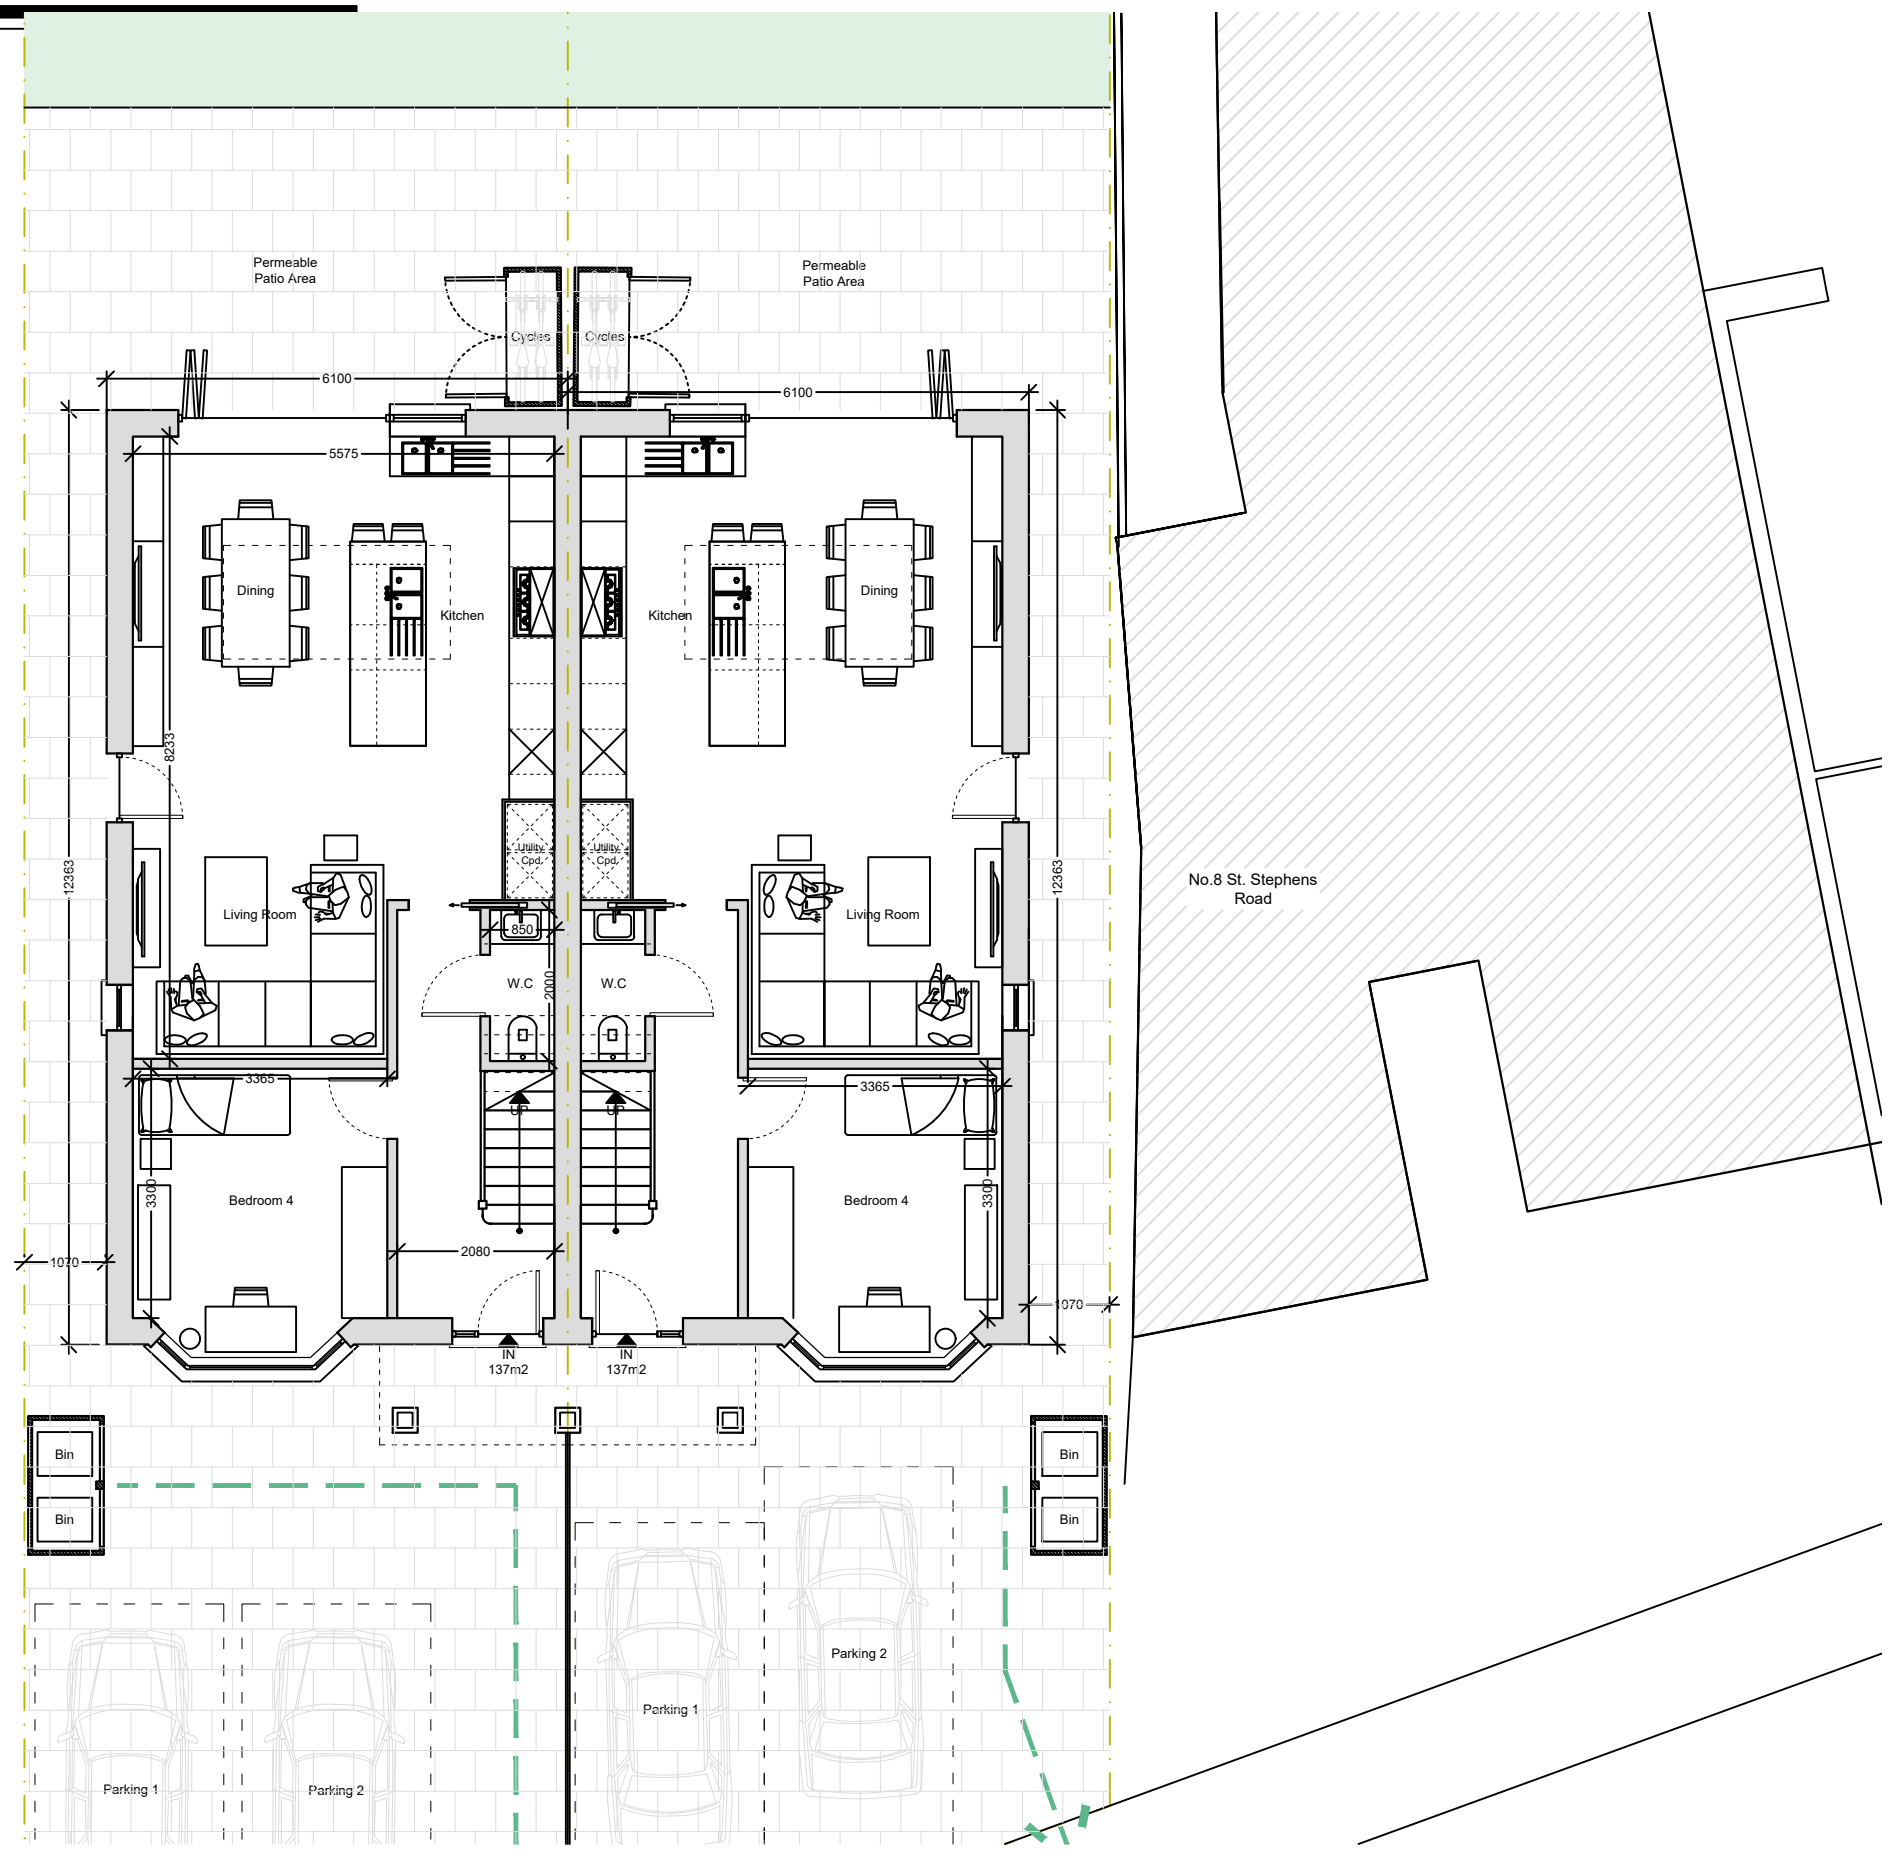 Permeable
Patio Area
Permeable
Patio Area
Cycles
Cycles
6100
6100
5575
Dining
Kitchen
Kitchen
Dining
8233
12363
12363
Utility
Cpd.
Utility
Cpd.
No.8 St. Stephens
Road
Living Room
850
Living Room
W.C
2000
W.C
3365
3365
UP
UP
3300
Bedroom 4
Bedroom 4
3300
2080
1070
1070
IN
137m2
IN
137m2
Bin
Bin
Bin
Bin
Parking 2
Parking 1
Parking 1
Parking 2